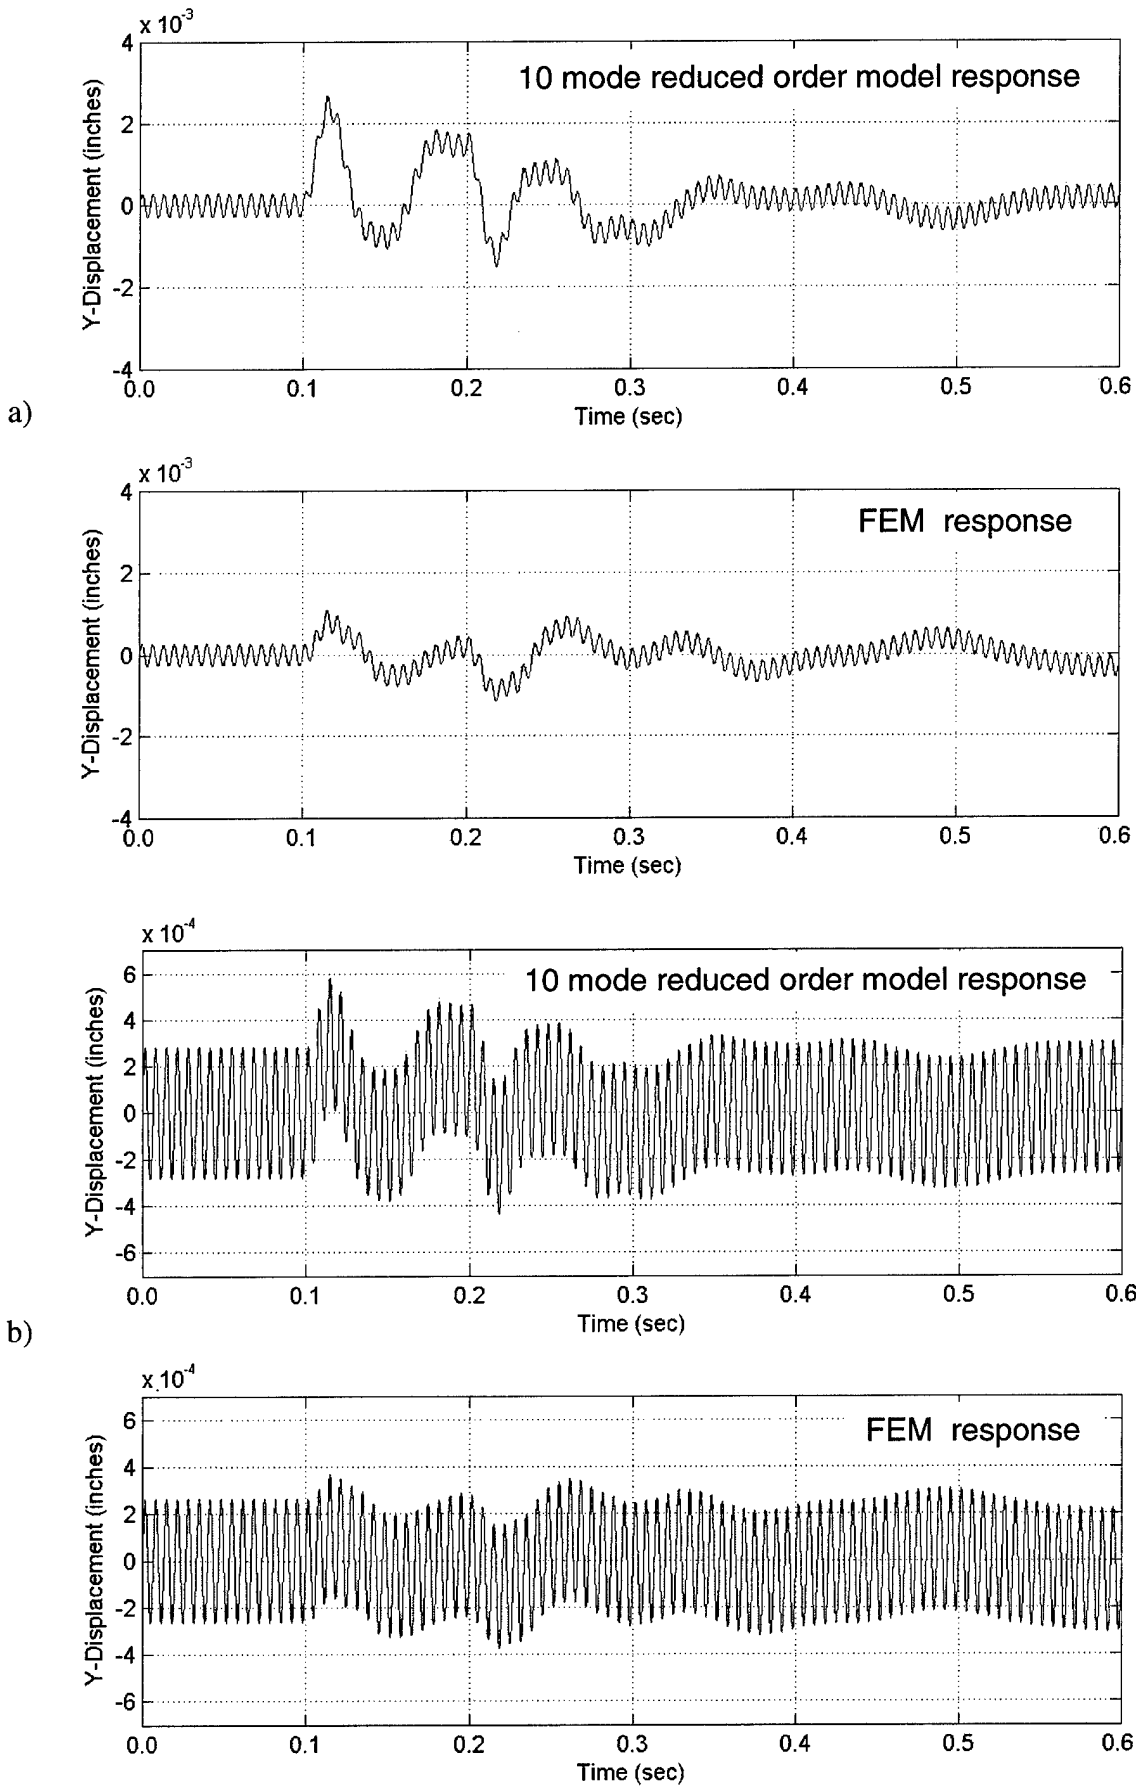 x 10-3
4
10 mode reduced order model response
2
0
-2
-4
Y-Displacement (inches)
0.0 0.1 0.2 0.3 0.4 0.5 0.6
Time (sec)
a)
x 10-3
4
FEM response
2
0
-2
-4
Y-Displacement (inches)
0.0 0.1 0.2 0.3 0.4 0.5 0.6
Time (sec)
x 10-4
6
10 mode reduced order model response
4
2
0
-2
-4
-6
Y-Displacement (inches)
0.0 0.1 0.2 0.3 0.4 0.5 0.6
Time (sec)
b)
x 10-4
6
FEM response
4
2
0
-2
-4
-6
Y-Displacement (inches)
0.0 0.1 0.2 0.3 0.4 0.5 0.6
Time (sec)